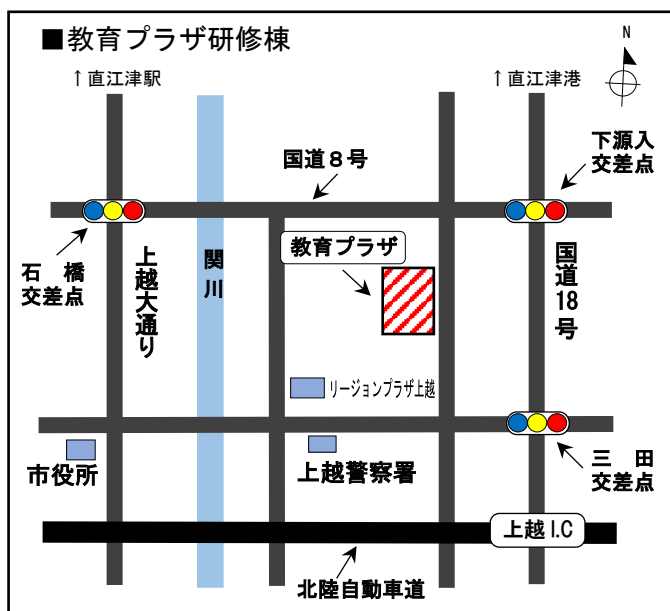 ■教育プラザ研修棟
N
↑直江津駅
↑直江津港
国道８号
下源入
交差点
教育プラザ
石　橋
交差点
上越大通り
関川
国道18号
リージョンプラザ上越
市役所
上越警察署
三　田
交差点
上越 I.C
北陸自動車道